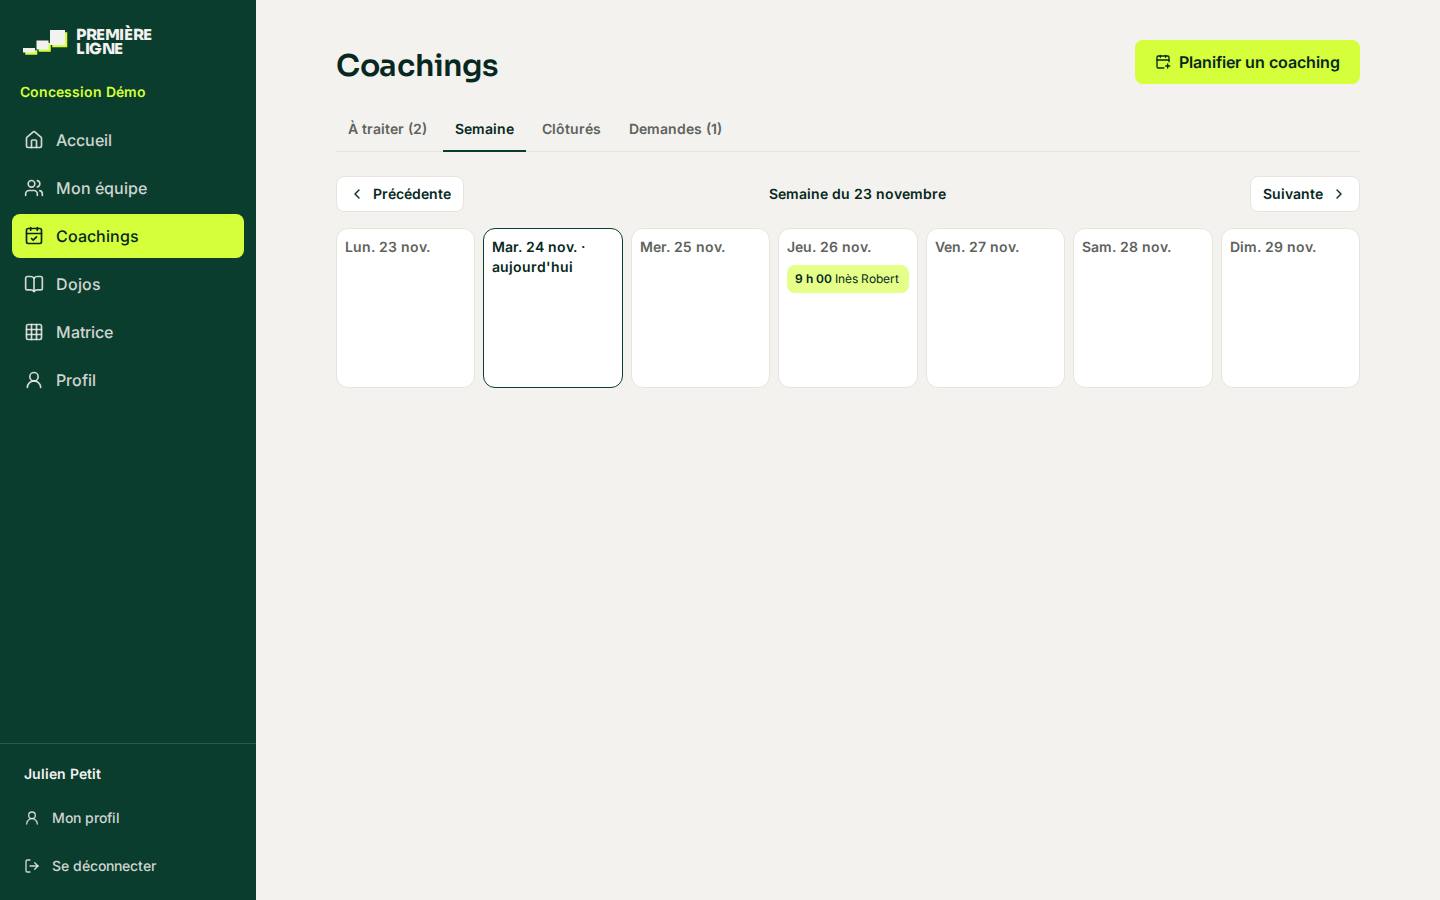 PREMIÈRE
LIGNE
Concession Démo
Accueil
Mon équipe
Coachings
Dojos
Matrice
Profil
Julien Petit
Mon profil
Se déconnecter
Coachings
Planifier un coaching
À traiter (2)
Semaine
Clôturés
Demandes (1)
Précédente
Semaine du 23 novembre
Suivante
Lun. 23 nov.
Mar. 24 nov. ·
aujourd'hui
Mer. 25 nov.
Jeu. 26 nov.
9 h 00 Inès Robert
Ven. 27 nov.
Sam. 28 nov.
Dim. 29 nov.